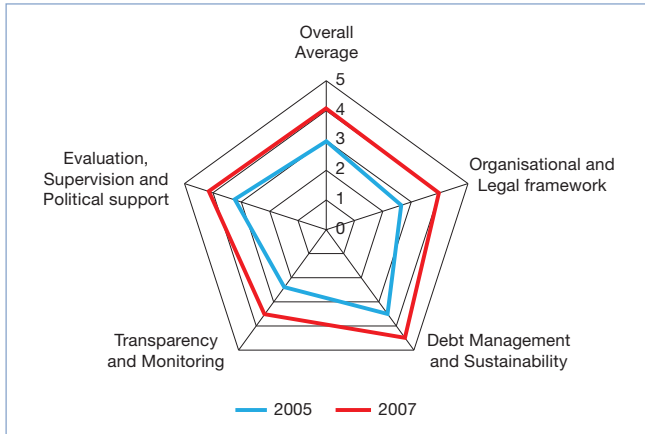 Overall
Average
5
4
3
2
1
0
Evaluation,
Supervision and
Political support
Organisational and
Legal framework
Transparency
and Monitoring
Debt Management
and Sustainability
2005 2007